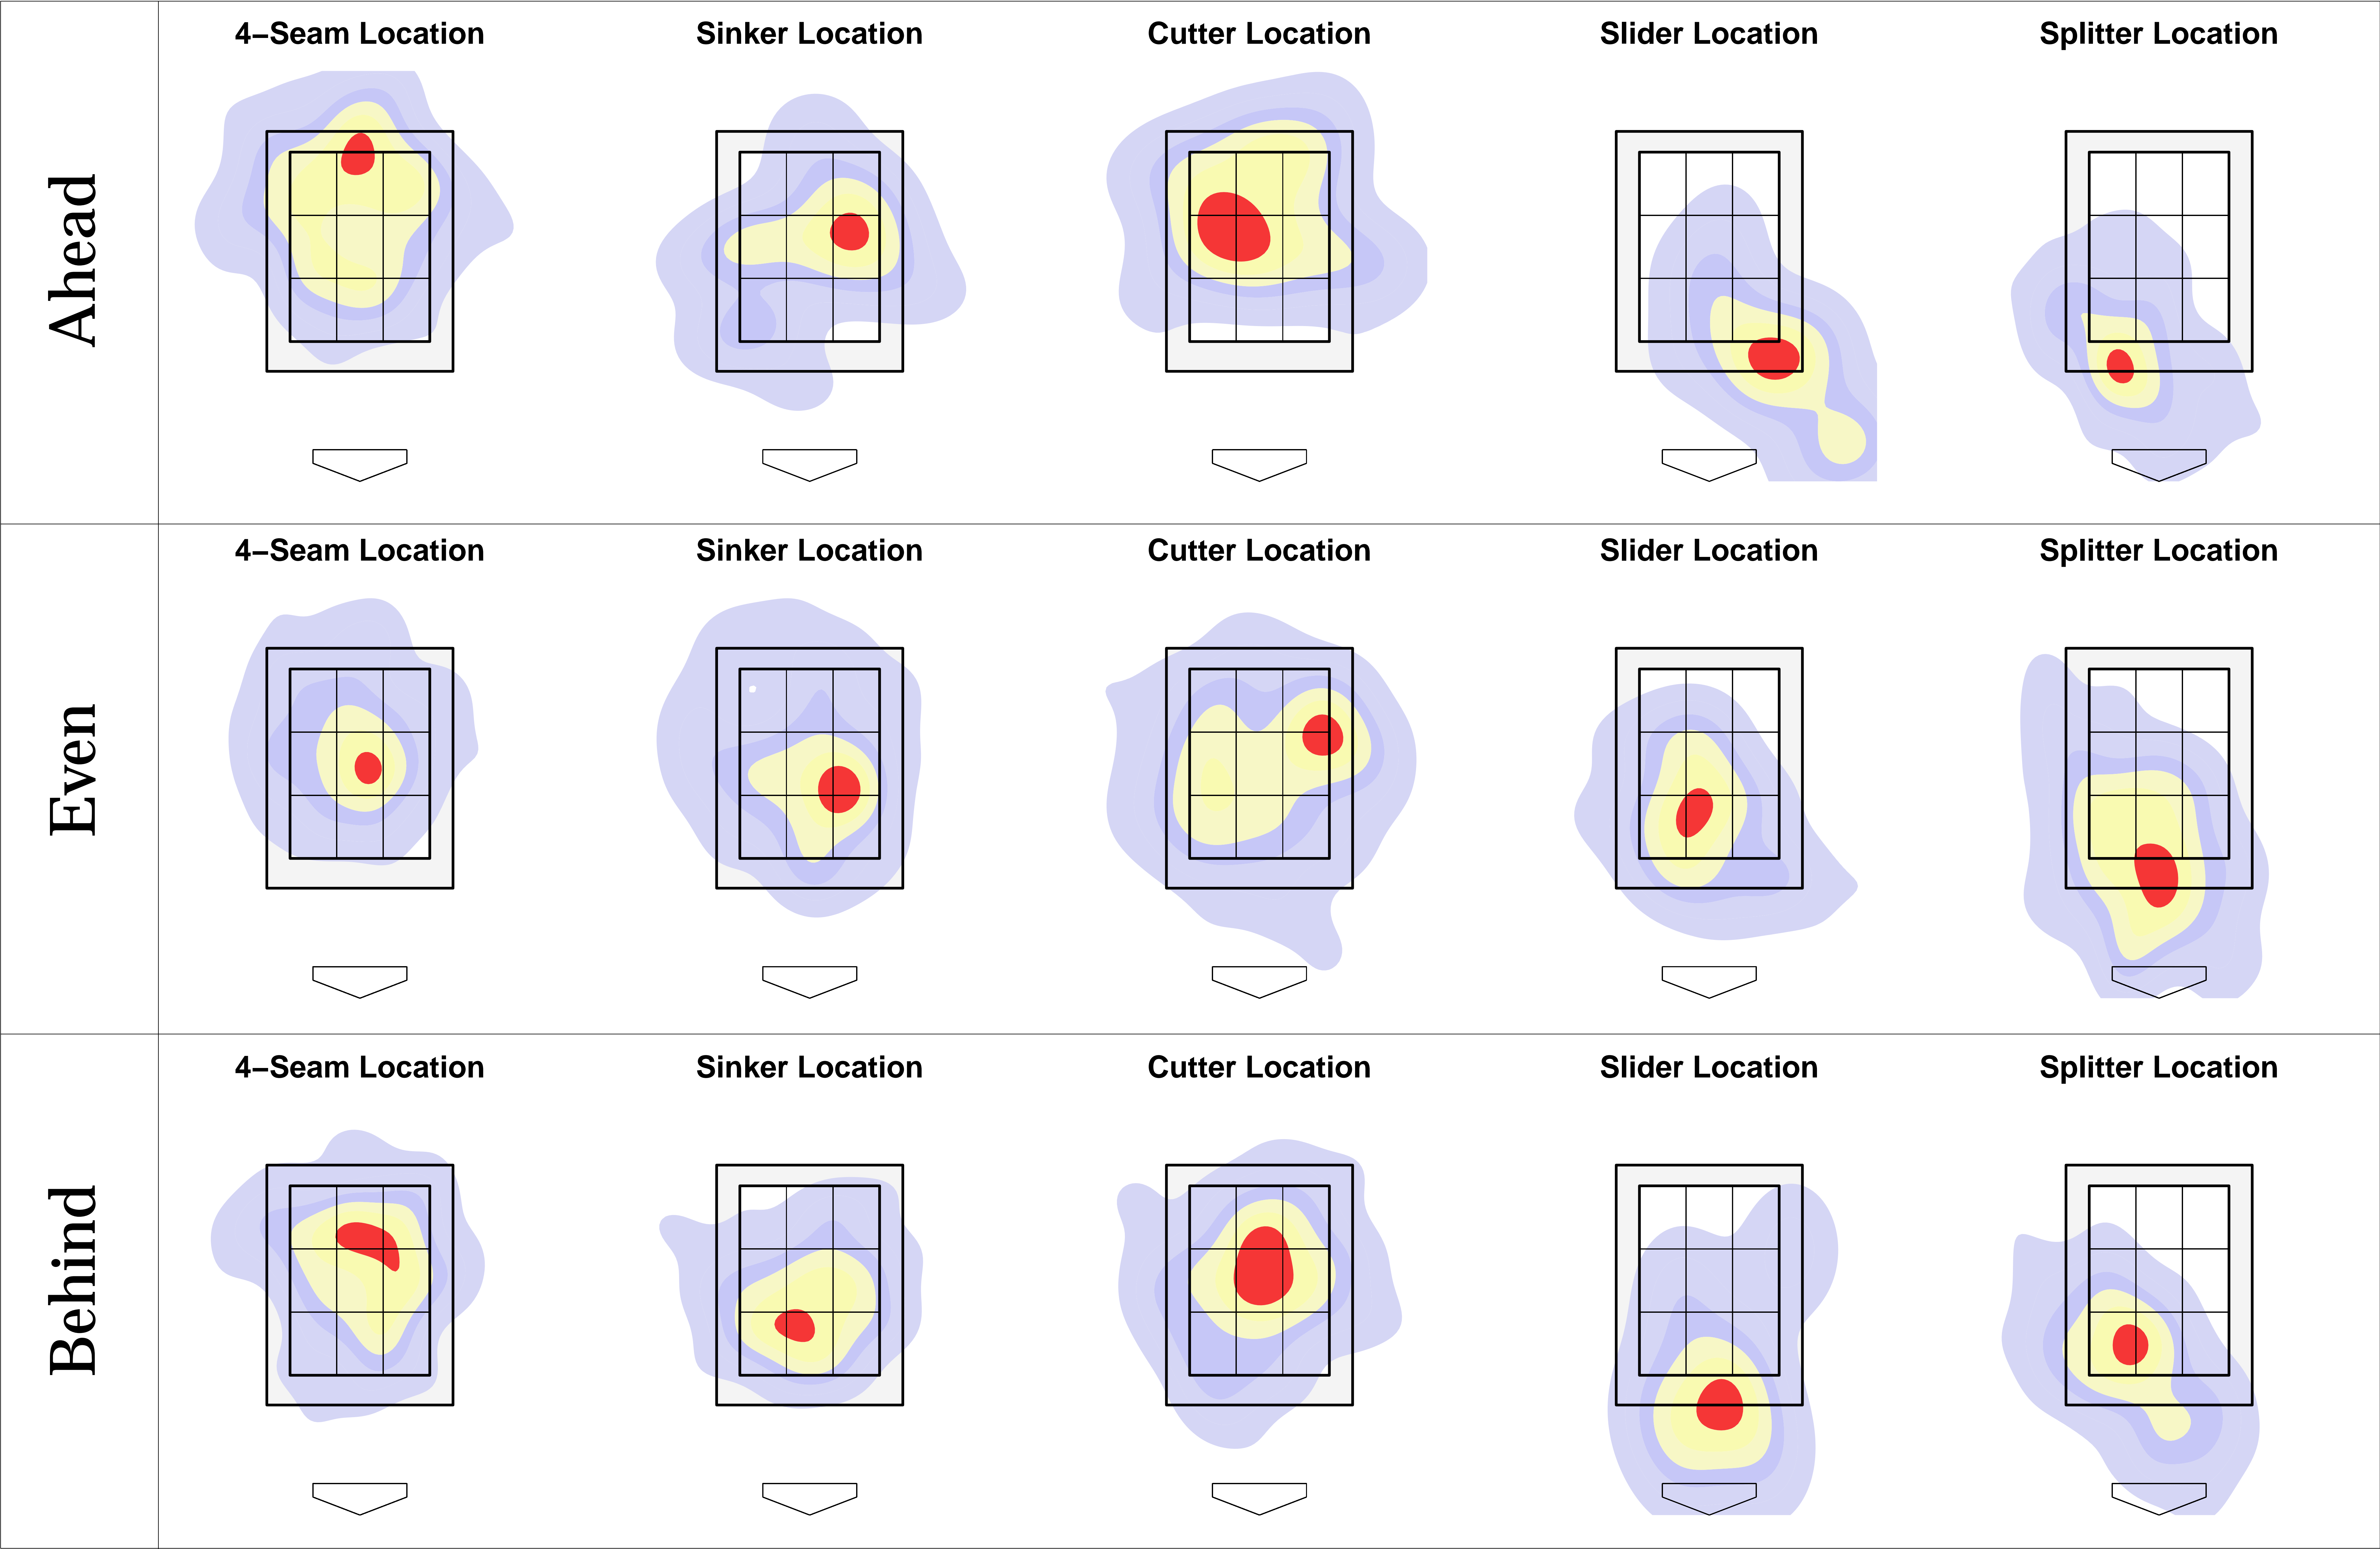 Ahead
4–Seam Location
Sinker Location
Cutter Location
Slider Location
Splitter Location
Even
4–Seam Location
Sinker Location
Cutter Location
Slider Location
Splitter Location
Behind
4–Seam Location
Sinker Location
Cutter Location
Slider Location
Splitter Location